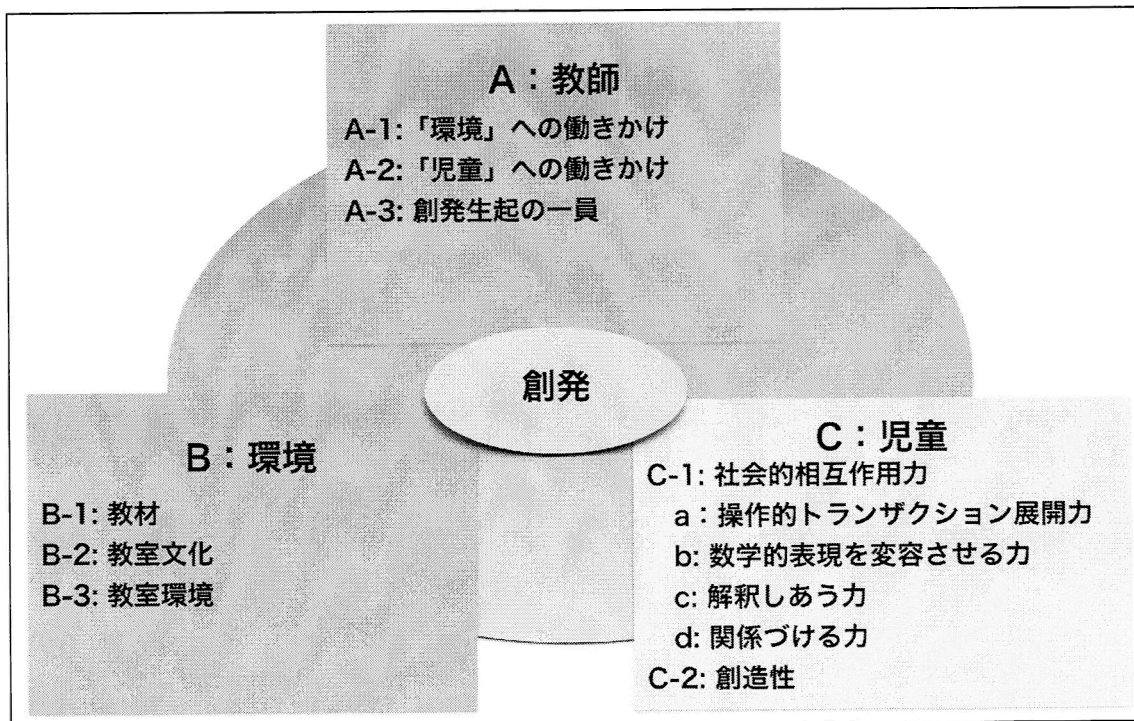 A：教師
A-1:「環境」への働きかけ
A-2:「児童」への働きかけ
A-3: 創発生起の一員
創発
B：環境
B-1: 教材
B-2: 教室文化
B-3: 教室環境
C：児童
C-1: 社会的相互作用力
a：操作的トランザクション展開力
b: 数学的表現を変容させる力
c: 解釈しあう力
d: 関係づける力
C-2: 創造性